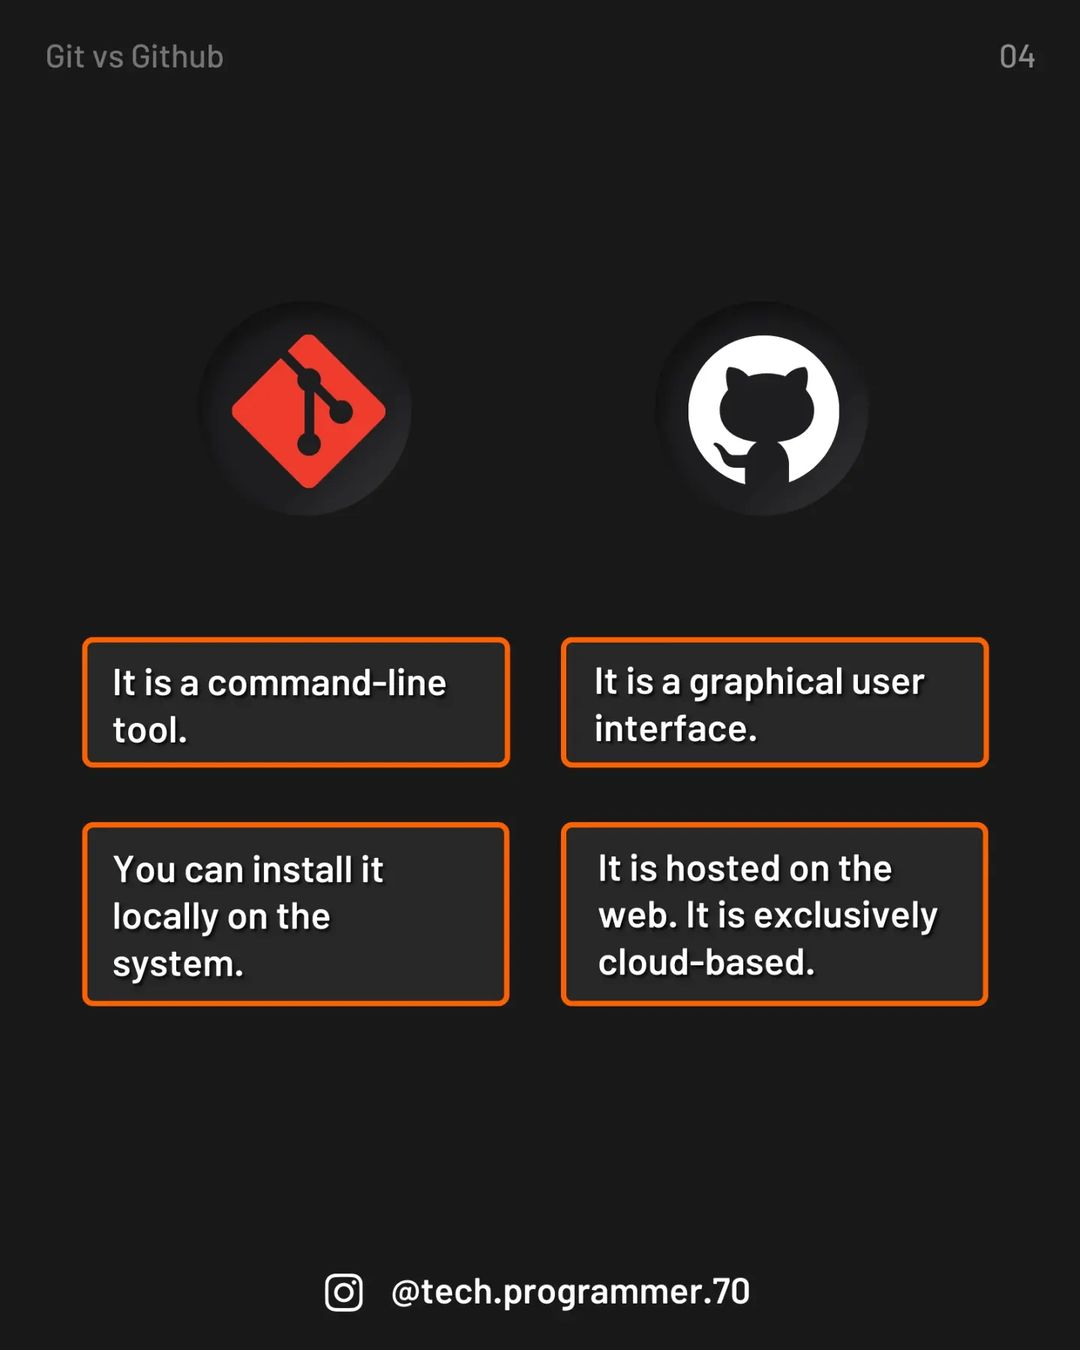 Git vs Github
04
It is a command-line
tool.
It is a graphical user
interface.
You can install it
locally on the
system.
It is hosted on the
web. It is exclusively
cloud-based.
@tech.programmer.70